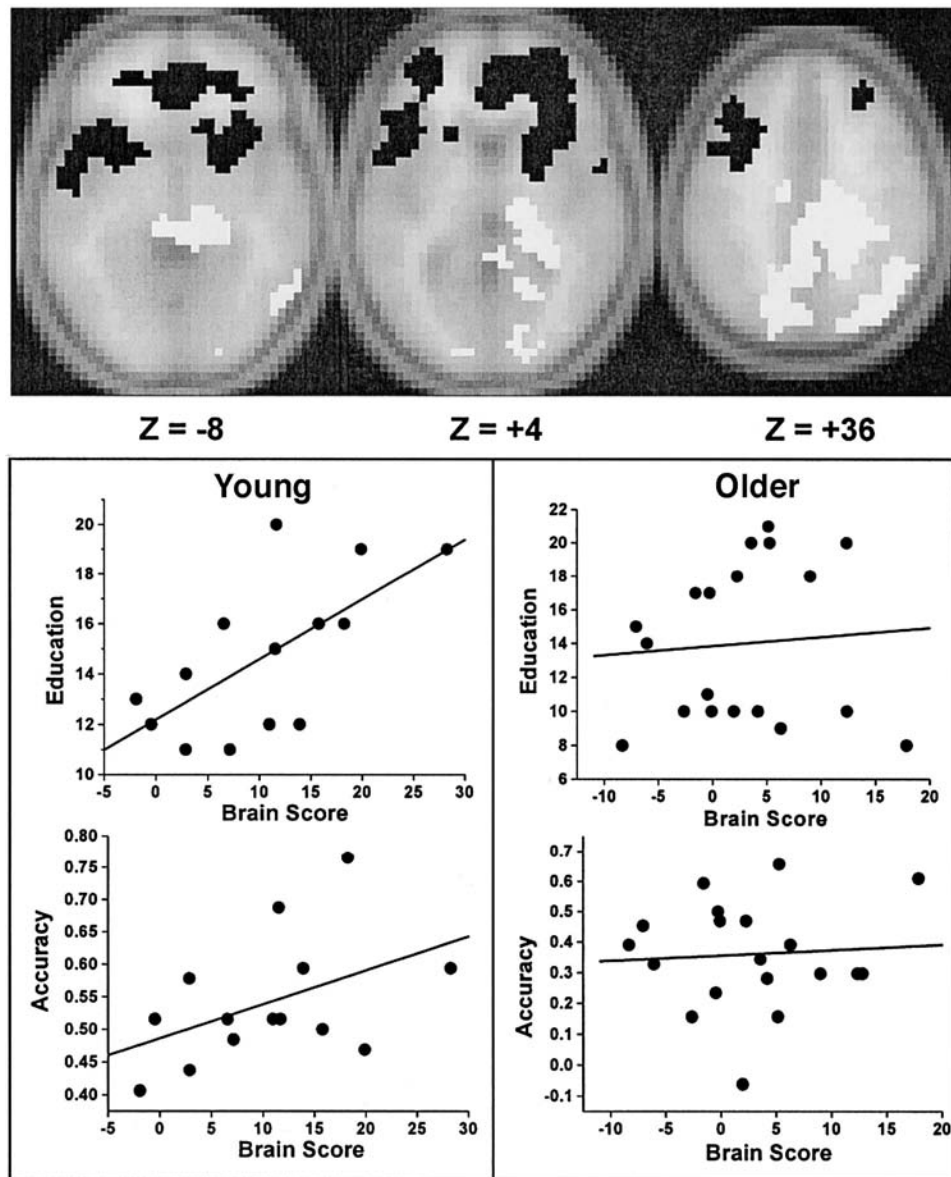 Z = -8 Z = +4 Z = +36
Young
Education
20
18
16
14
12
10
-5 0 5 10 15 20 25 30
Brain Score
Accuracy
0.80
0.75
0.70
0.65
0.60
0.55
0.50
0.45
0.40
-5 0 5 10 15 20 25 30
Brain Score
Older
Education
22
20
18
16
14
12
10
8
6
-10 -5 0 5 10 15 20
Brain Score
Accuracy
0.7
0.6
0.5
0.4
0.3
0.2
0.1
0.0
-0.1
-10 -5 0 5 10 15 20
Brain Score